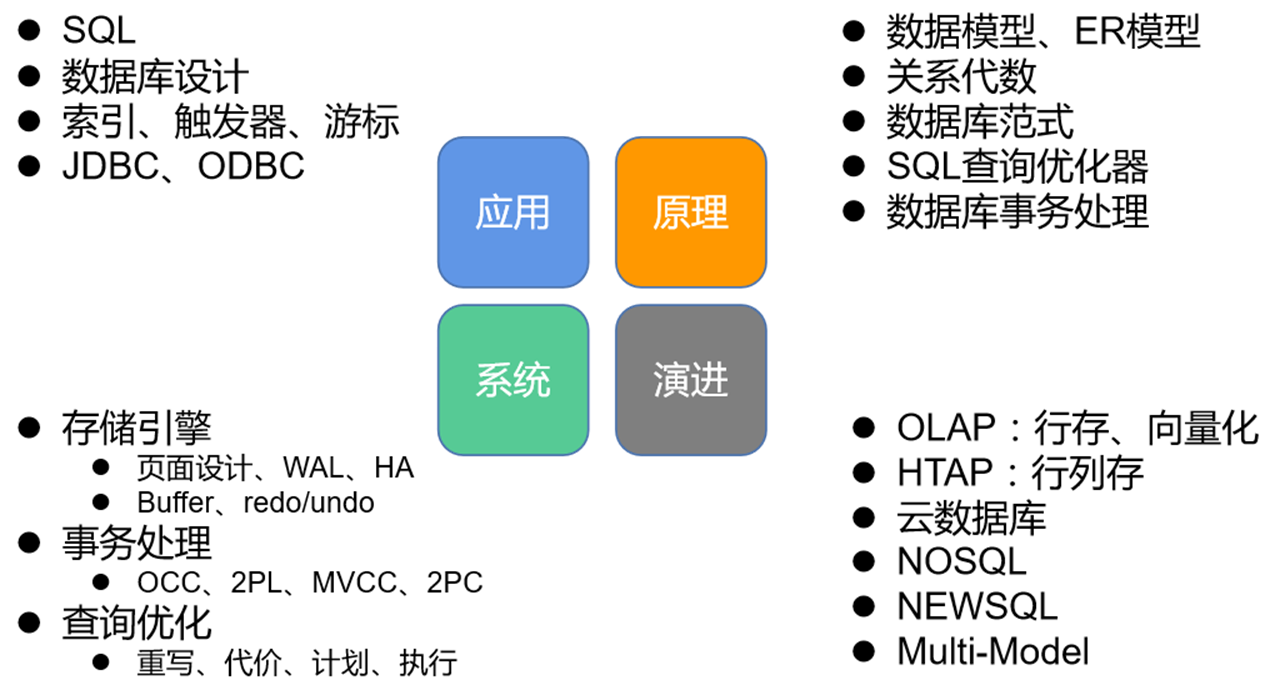 SQL
数据库设计
索引、触发器、游标
JDBC、ODBC
数据模型、ER模型
关系代数
数据库范式
SQL查询优化器
数据库事务处理
应用
原理
系统
演进
存储引擎
页面设计、WAL、HA
Buffer、redo/undo
事务处理
OCC、2PL、MVCC、2PC
查询优化
重写、代价、计划、执行
OLAP：行存、向量化
HTAP：行列存
云数据库
NOSQL
NEWSQL
Multi-Model